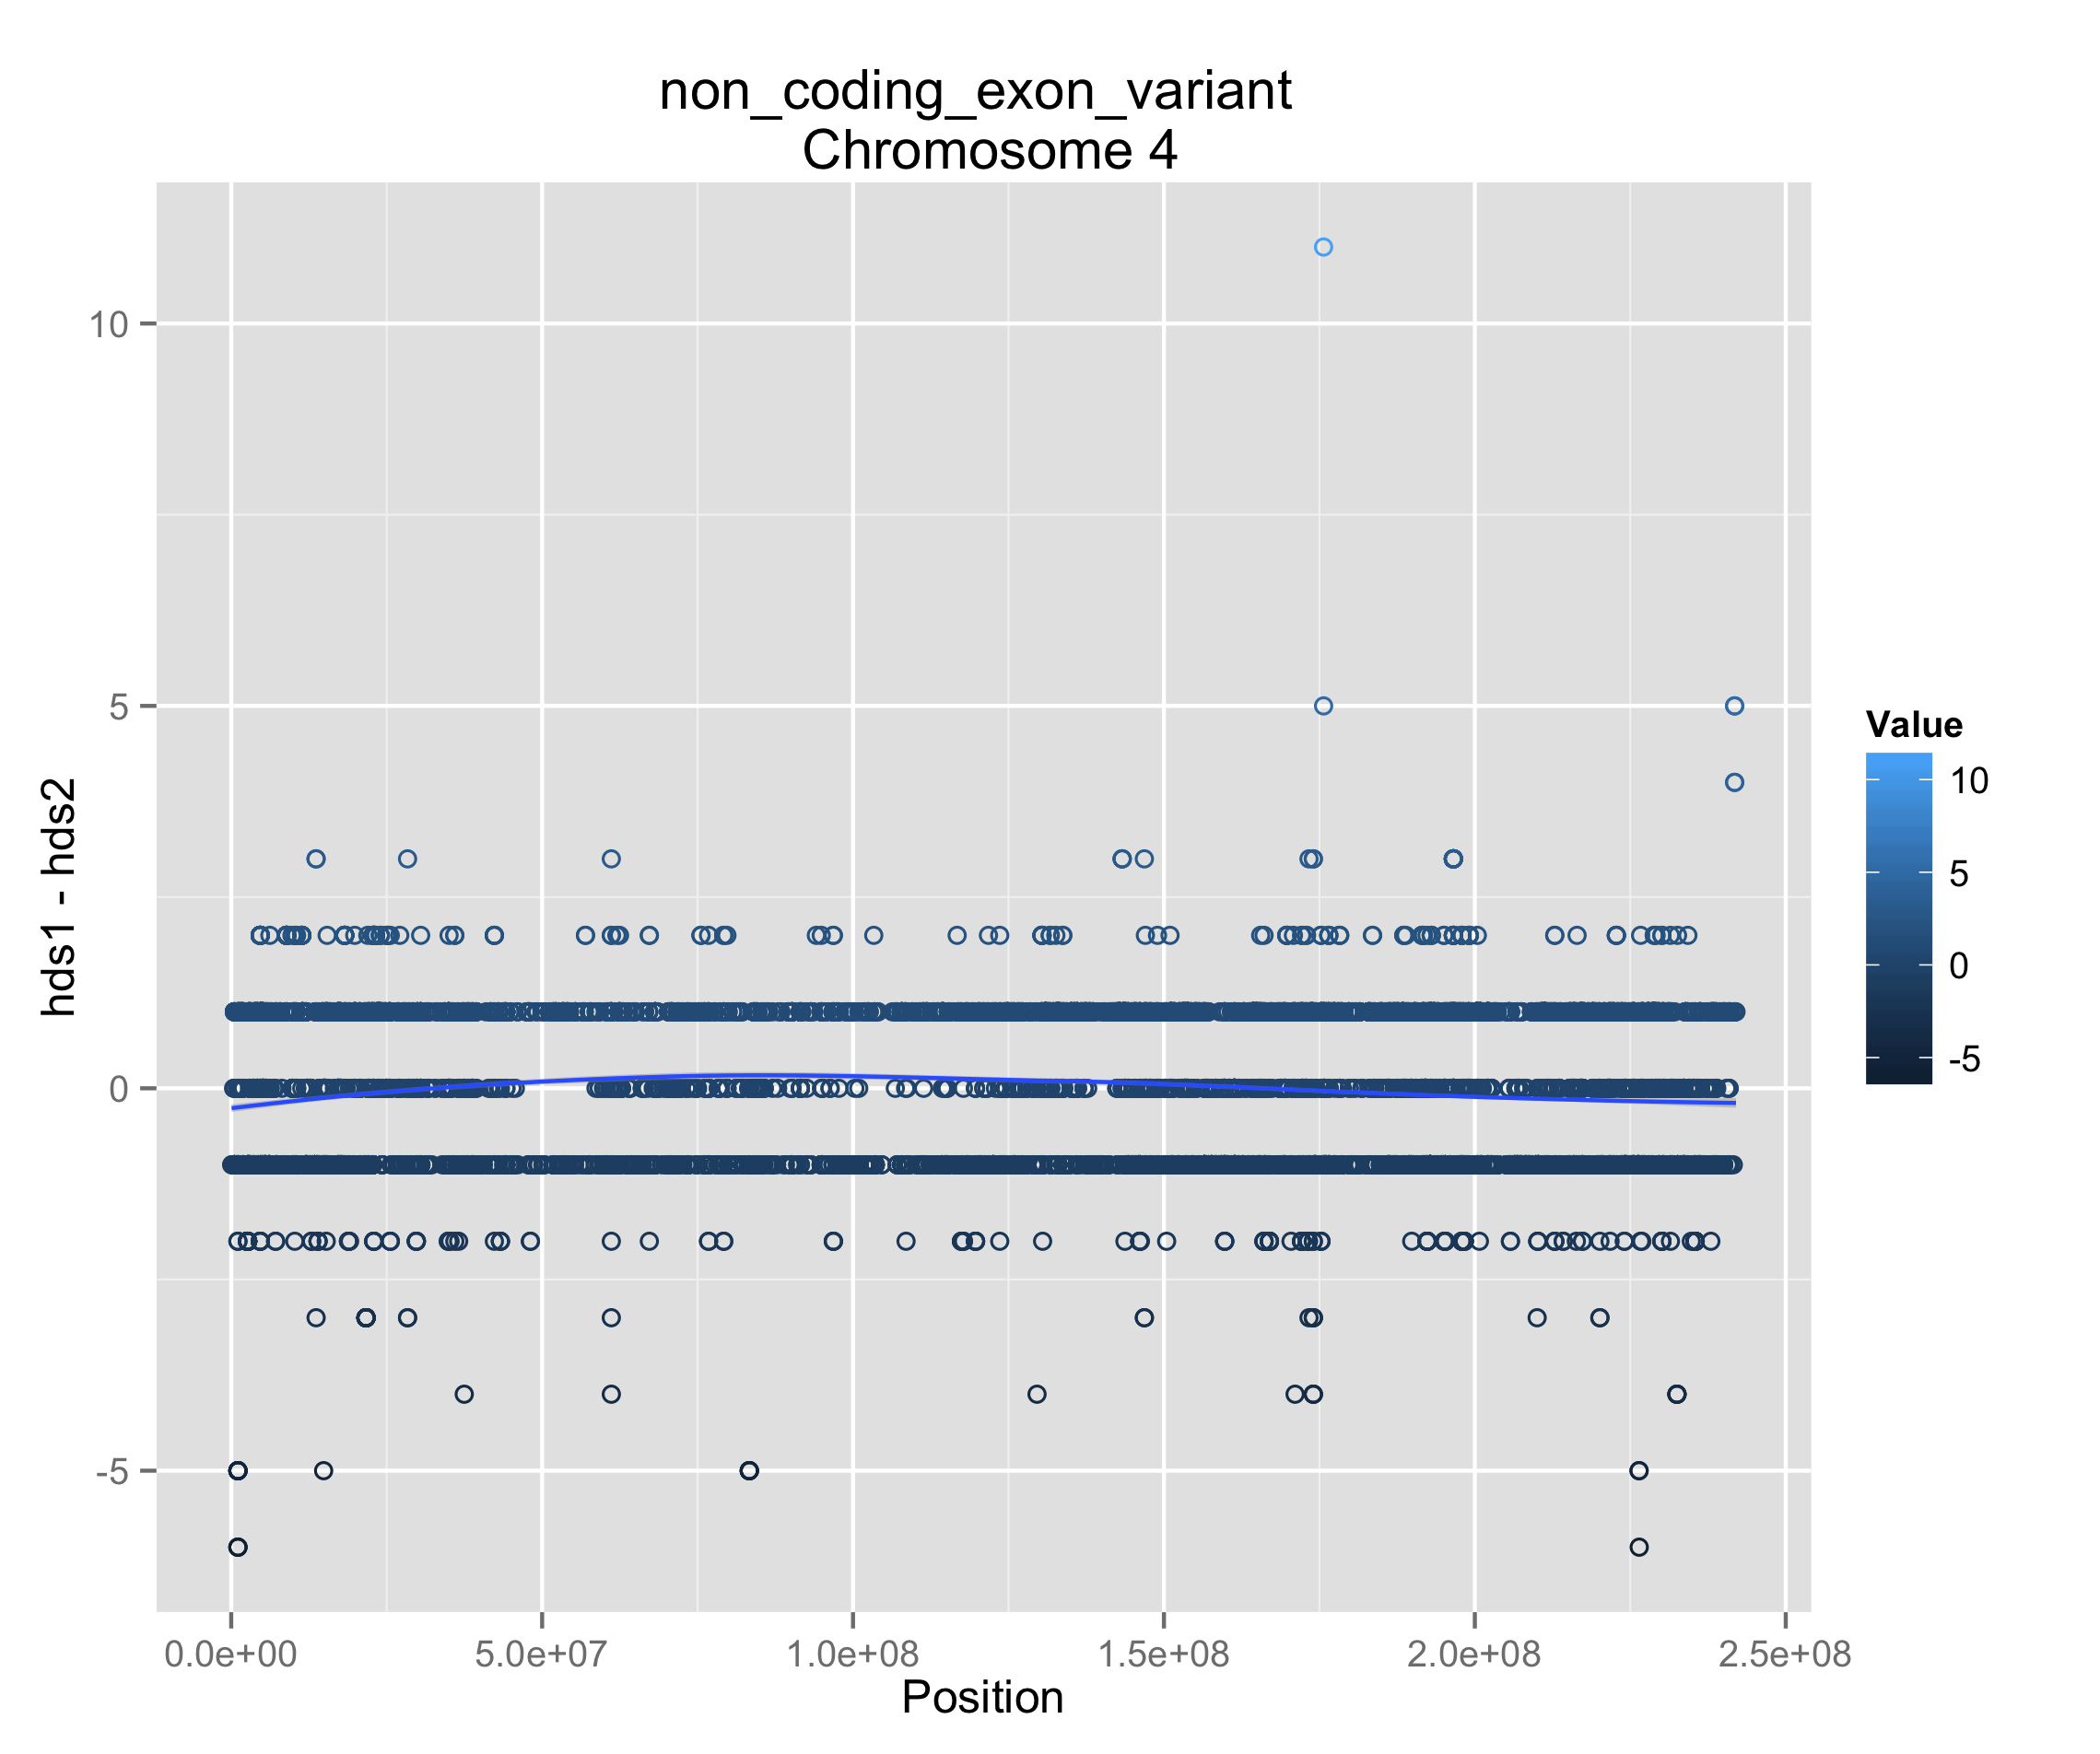 non_coding_exon_variant
Chromosome 4
hds1 - hds2
10
5
0
-5
0.0e+00
5.0e+07
1.0e+08
1.5e+08
2.0e+08
2.5e+08
Position
Value
10
5
0
-5